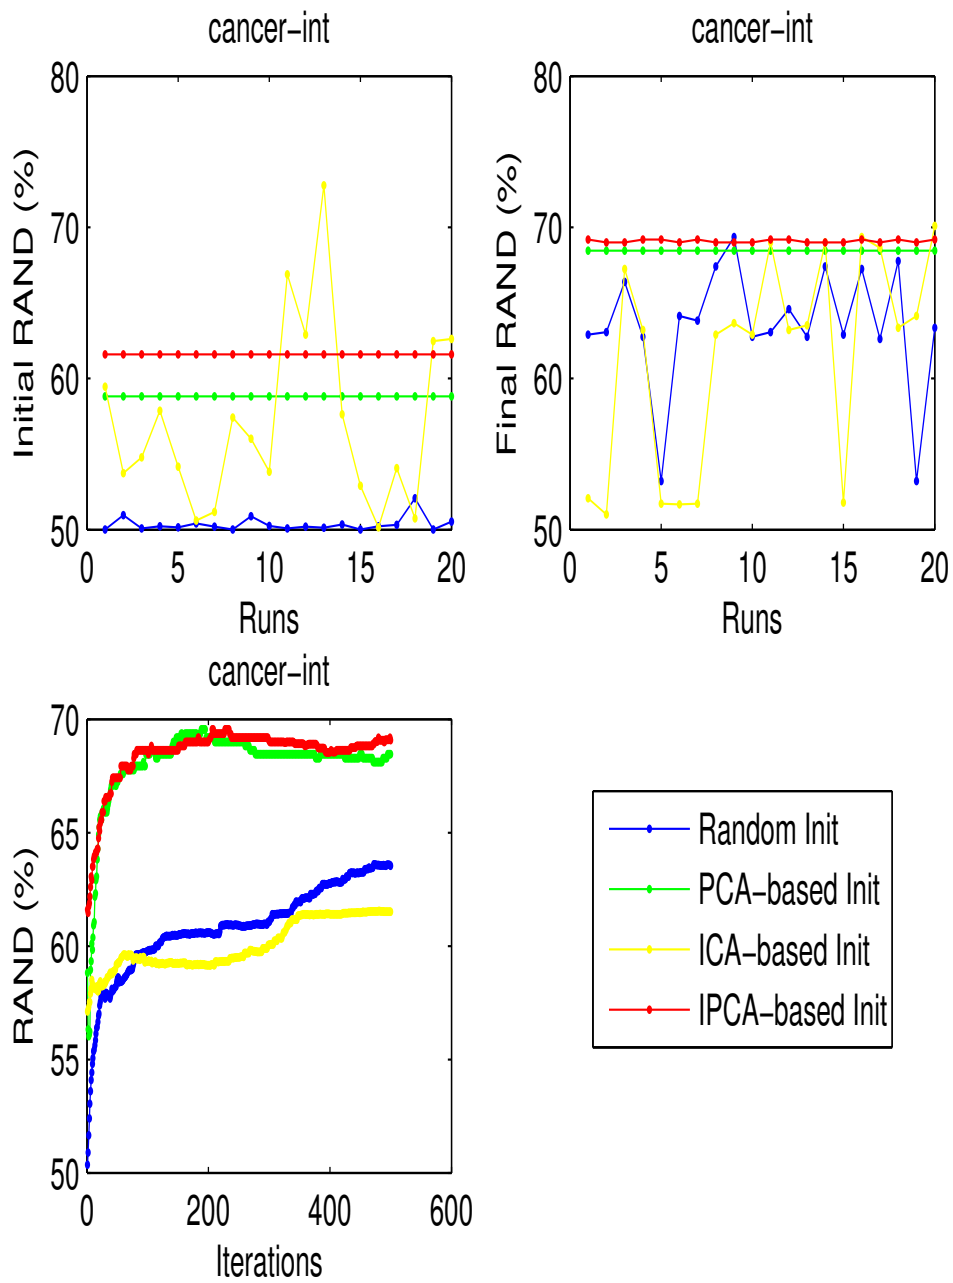 cancer−int
80
70
60
50
Initial RAND (%)
0 5 10 15 20
Runs
cancer−int
80
70
60
50
Final RAND (%)
0 5 10 15 20
Runs
cancer−int
70
65
60
55
50
RAND (%)
0 200 400 600
Iterations
Random Init
PCA−based Init
ICA−based Init
IPCA−based Init